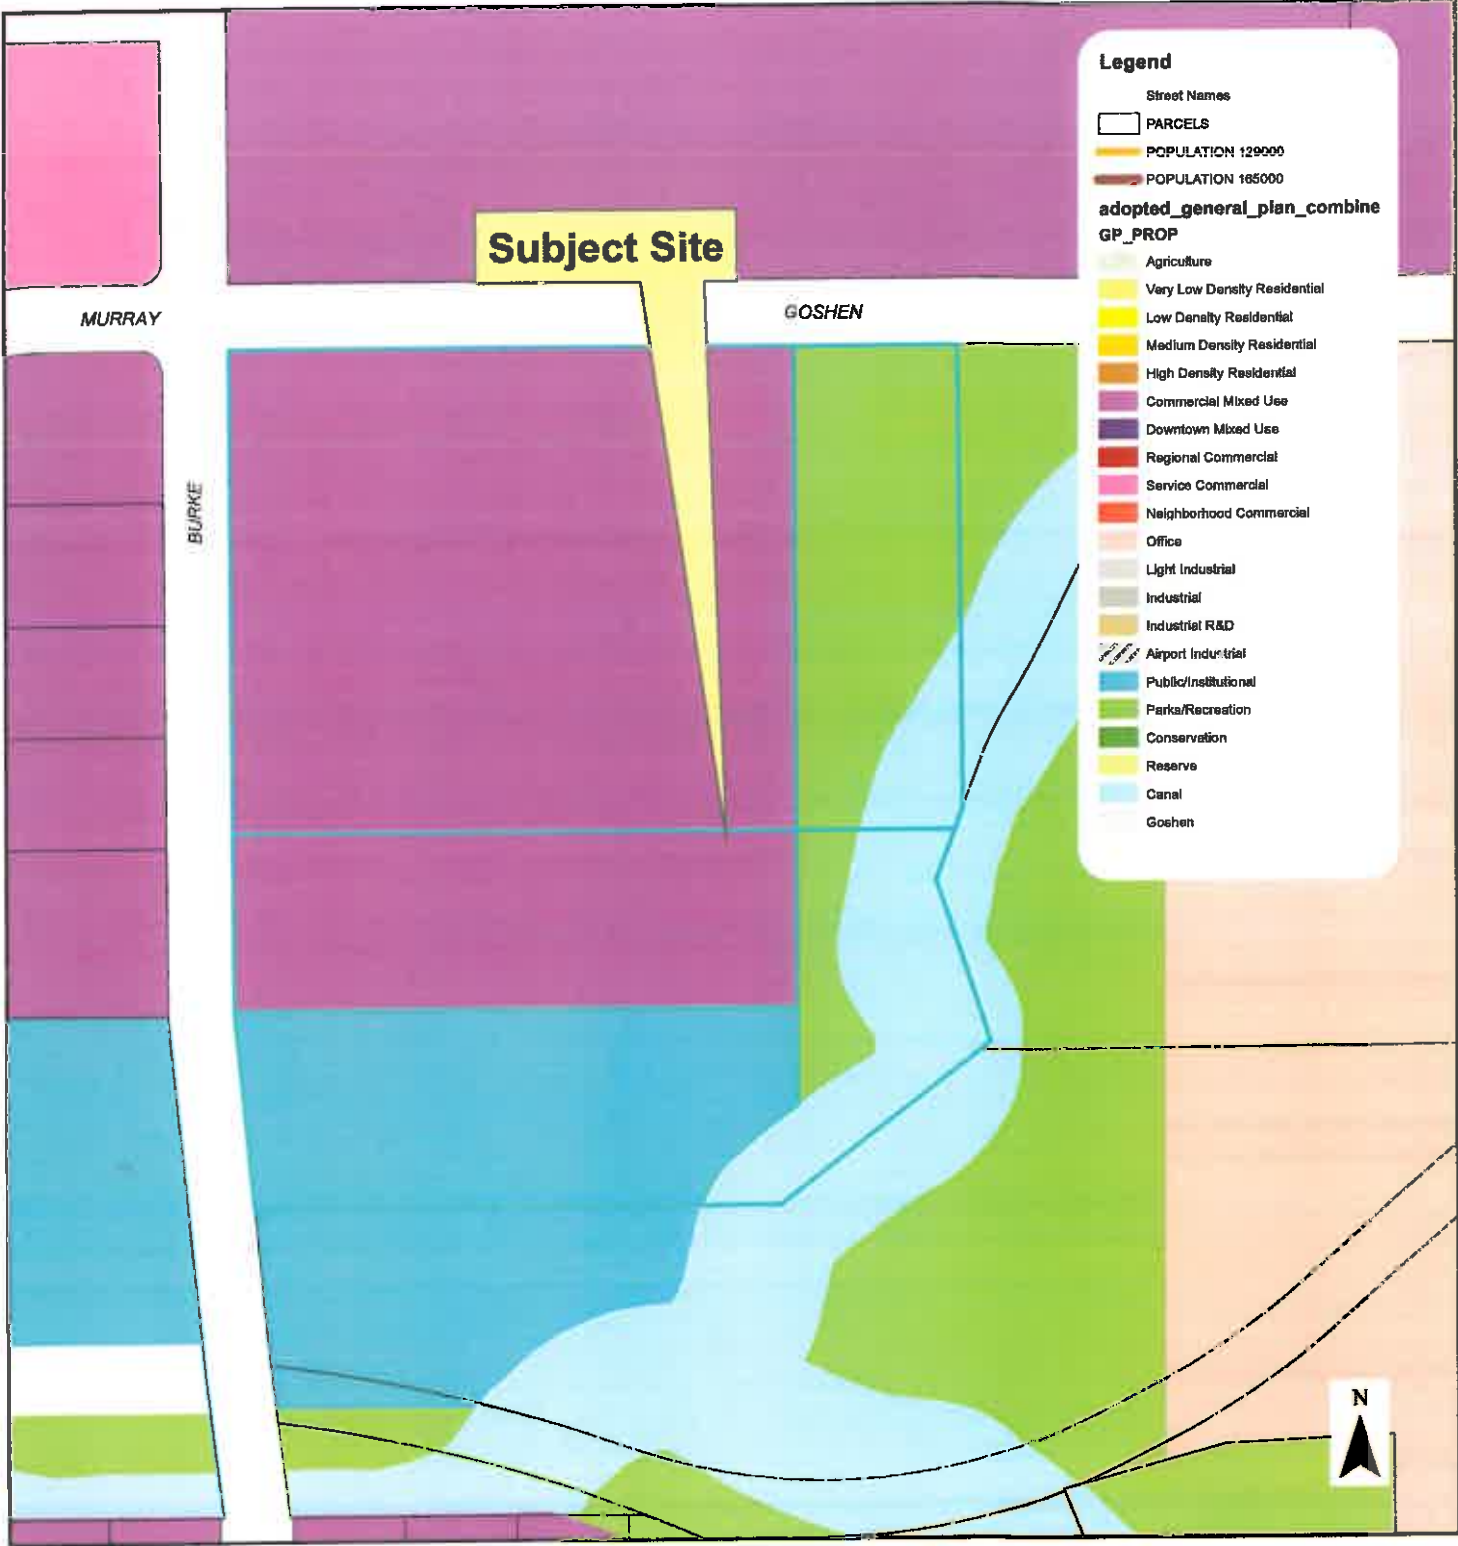 Legend
Street Names
PARCELS
POPULATION 129000
POPULATION 165000
adopted_general_plan_combine
GP_PROP
Agriculture
Very Low Density Residential
Low Density Residential
Medium Density Residential
High Density Residential
Commercial Mixed Use
Downtown Mixed Use
Regional Commercial
Service Commercial
Neighborhood Commercial
Office
Light Industrial
Industrial
Industrial R&D
Airport Industrial
Public/Institutional
Parks/Recreation
Conservation
Reserve
Canal
Goshen
Subject Site
MURRAY
GOSHEN
BURKE
N